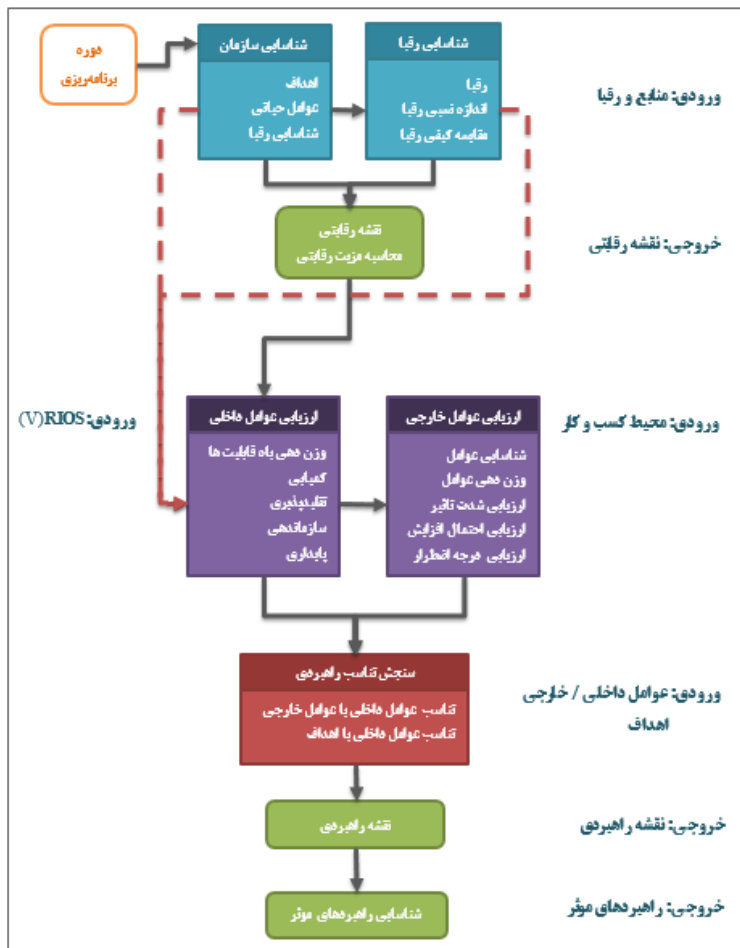 دوره
برنامه‌ریزی
شناسایی سازمان
اهداف
عوامل حیاتی
شناسایی رقبا
شناسایی رقبا
رقبا
اندازه نسبی رقبا
مقایسه کیفی رقبا
ورودی: منابع و رقبا
نقشه رقابتی
محاسبه مزیت رقابتی
خروجی: نقشه رقابتی
ورودی: RIOS(V)
ارزیابی عوامل داخلی
وزن دهی یاه قابلیت ها
کمیابی
تقلیدپذیری
سازماندهی
پایداری
ارزیابی عوامل خارجی
شناسایی عوامل
وزن دهی عوامل
ارزیابی شدت تاثیر
ارزیابی احتمال افزایش
ارزیابی درجه اضطرار
ورودی: محیط کسب و کار
سنجش تناسب راهبردی
تناسب عوامل داخلی با عوامل خارجی
تناسب عوامل داخلی با اهداف
ورودی: عوامل داخلی / خارجی
اهداف
نقشه راهبردی
خروجی: نقشه راهبردی
شناسایی راهبردهای موثر
خروجی: راهبردهای موثر